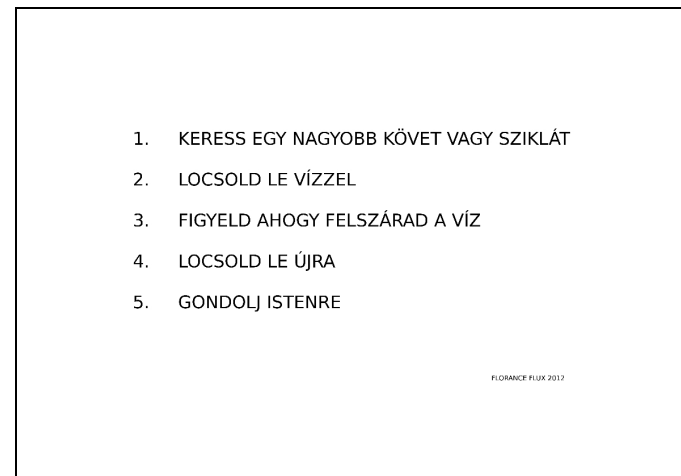 1. KERESS EGY NAGYOBB KÖVET VAGY SZIKLÁT
2. LOCSOLD LE VÍZZEL
3. FIGYELD AHOGY FELSZÁRAD A VÍZ
4. LOCSOLD LE ÚJRA
5. GONDOLJ ISTENRE
FLORANCE FLUX 2012